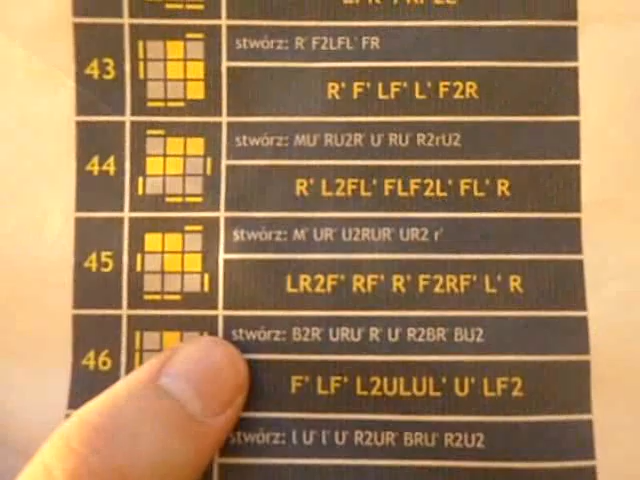 43
stwórz: R' F2LFL' FR
R' F' LF' L' F2R
44
stwórz: MU' RU2R' U' RU' R2rU2
R' L2FL' FLF2L' FL' R
45
stwórz: M' UR' U2RUR' UR2 r'
LR2F' RF' R' F2RF' L' R
46
stwórz: B2R' URU' R' U' R2BR' BU2
F' LF' L2ULUL' U' LF2
stwórz: l U' l' U' R2UR' BRU' R2U2